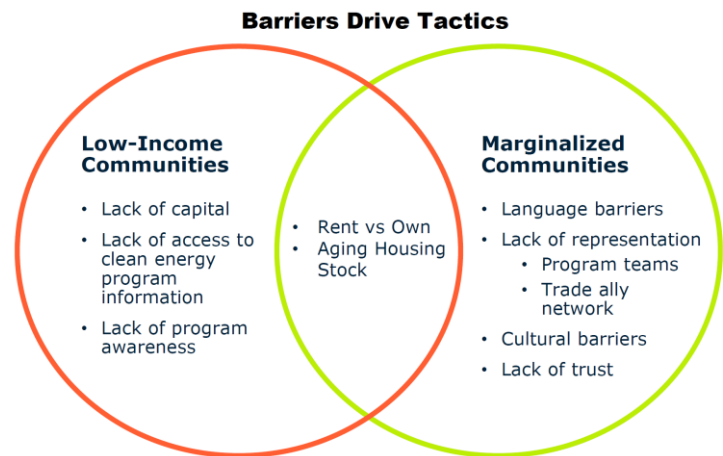 Barriers Drive Tactics
Low-Income
Communities
• Lack of capital
• Lack of access to
clean energy
program
information
• Lack of program
awareness
• Rent vs Own
• Aging Housing
Stock
Marginalized
Communities
• Language barriers
• Lack of representation
• Program teams
• Trade ally
network
• Cultural barriers
• Lack of trust